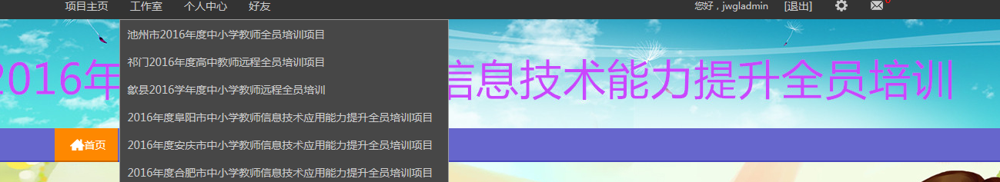 项目主页 工作室 个人中心 好友 您好，jwgladmin [退出]
池州市2016年度中小学教师全员培训项目
祁门2016年度高中教师远程全员培训项目
歙县2016学年度中小学教师远程全员培训
2016年 信息技术能力提升全员培训
2016年度阜阳市中小学教师信息技术应用能力提升全员培训项目
首页
2016年度安庆市中小学教师信息技术应用能力提升全员培训项目
2016年度合肥市中小学教师信息技术应用能力提升全员培训项目